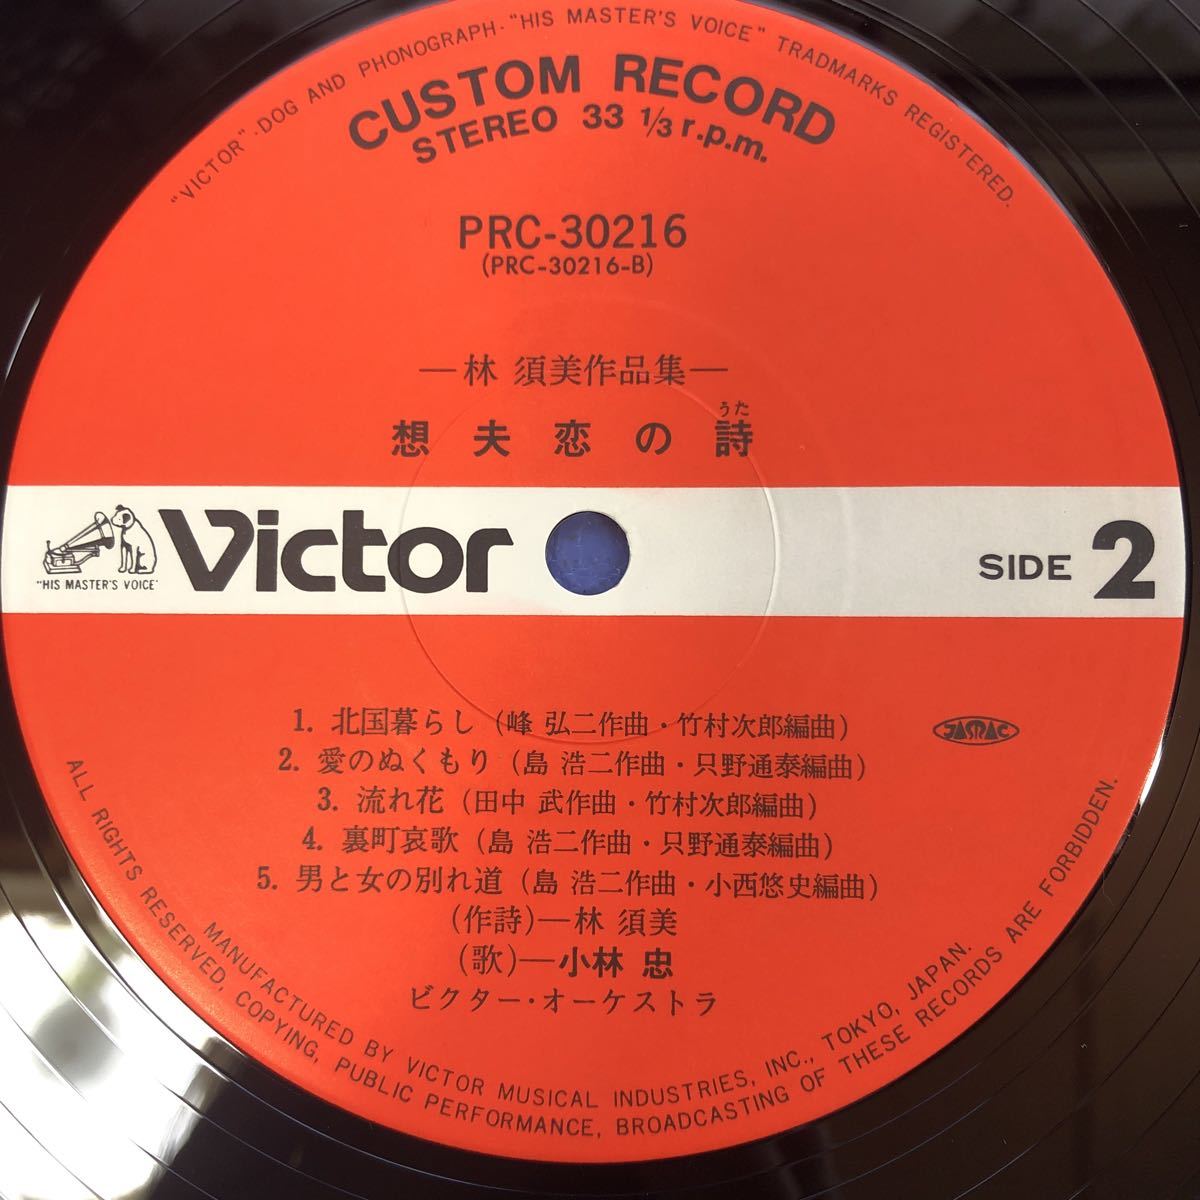 "VICTOR"-DOG AND PHONOGRAPH-"HIS MASTER'S VOICE" TRADMARKS REGISTERED.
CUSTOM RECORD
STEREO 33 1/3 r.p.m.
PRC-30216
(PRC-30216-B)
—林 須美作品集—
うた
想夫恋の詩
"HIS MASTER'S VOICE"
Victor
SIDE 2
1. 北国暮らし (峰 弘二作曲・竹村次郎編曲)
JASRAC
2. 愛のぬくもり (島 浩二作曲・只野通泰編曲)
3. 流れ花 (田中 武作曲・竹村次郎編曲)
4. 裏町哀歌 (島 浩二作曲・只野通泰編曲)
5. 男と女の別れ道 (島 浩二作曲・小西悠史編曲)
(作詩)—林 須美
(歌)—小林 忠
ビクター・オーケストラ
MANUFACTURED BY VICTOR MUSICAL INDUSTRIES, INC., TOKYO, JAPAN.
ALL RIGHTS RESERVED, COPYING, PUBLIC PERFORMANCE, BROADCASTING OF THESE RECORDS ARE FORBIDDEN.